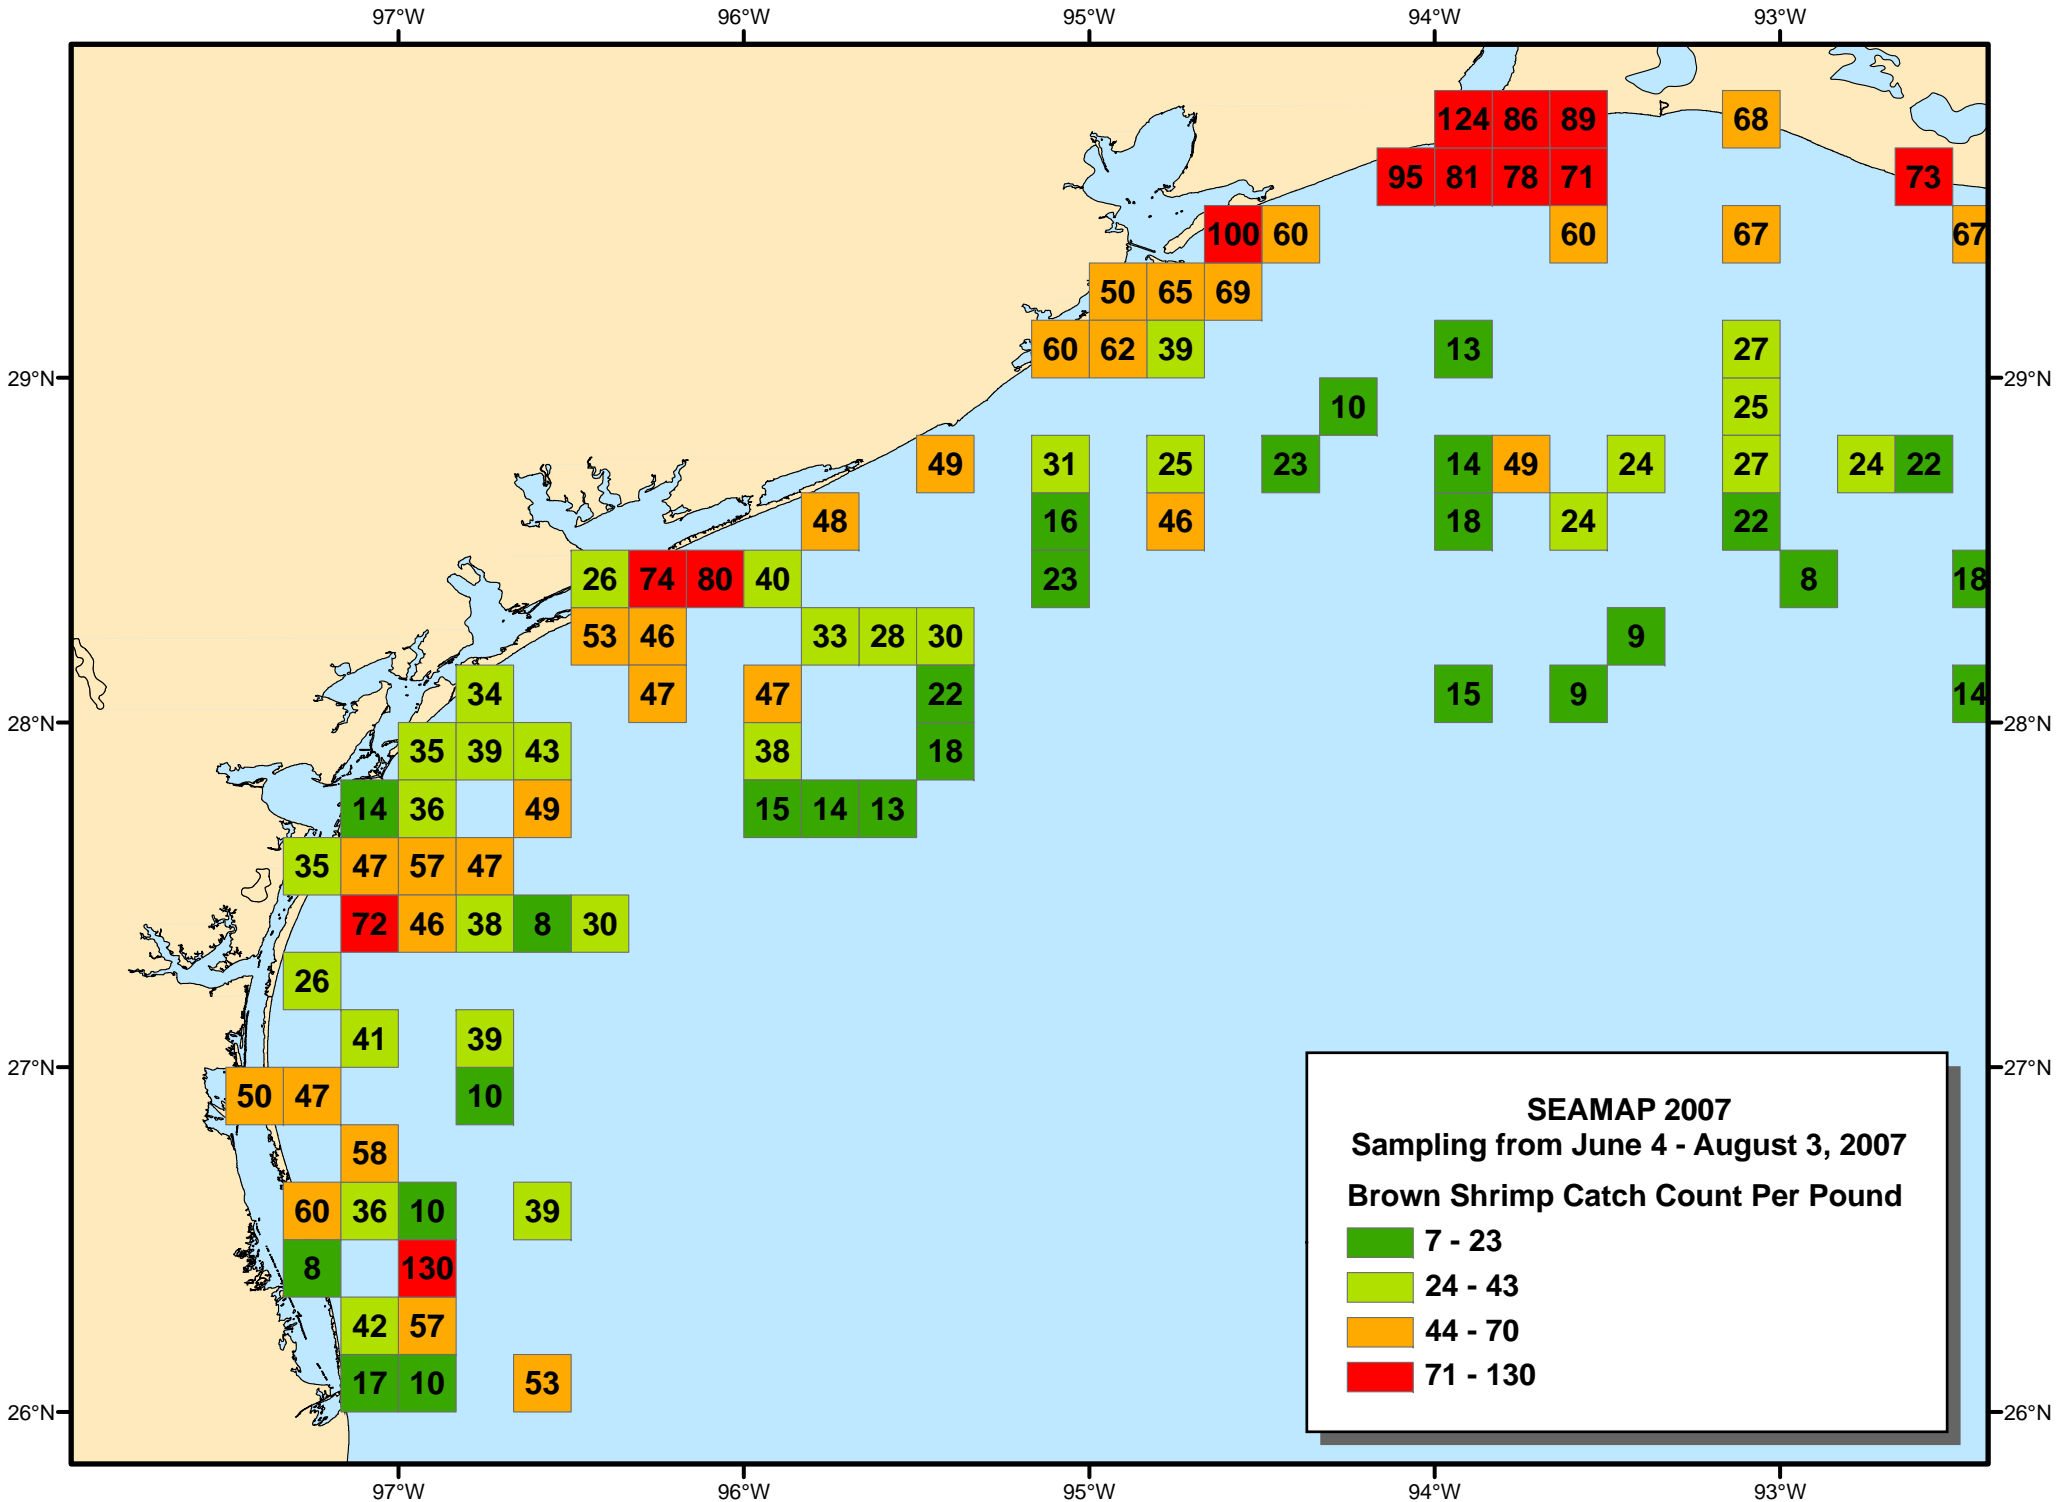 97°W 96°W 95°W 94°W 93°W
124 86 89 68
95 81 78 71 73
100 60 60 67 67
50 65 69
60 62 39 13 27
29°N 29°N
10 25
49 31 25 23 14 49 24 27 24 22
48 16 46 18 24 22
26 74 80 40 23 8 18
53 46 33 28 30 9
34 47 47 22 15 9 14
28°N 28°N
35 39 43 38 18
14 36 49 15 14 13
35 47 57 47
72 46 38 8 30
26
41 39
27°N 27°N
50 47 10
58
60 36 10 39
8 130
42 57
17 10 53
26°N 26°N
SEAMAP 2007
Sampling from June 4 - August 3, 2007
Brown Shrimp Catch Count Per Pound
7 - 23
24 - 43
44 - 70
71 - 130
97°W 96°W 95°W 94°W 93°W